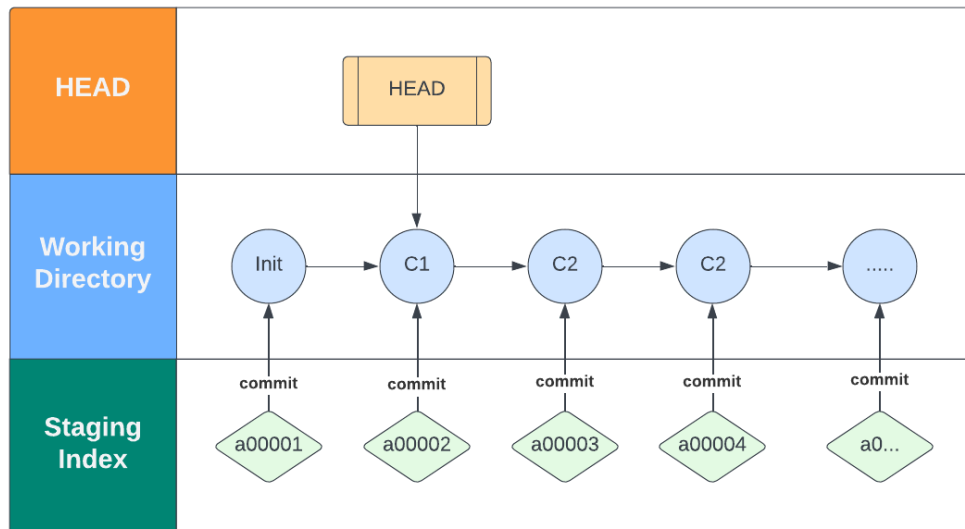 HEAD
HEAD
Working
Directory
Init
C1
C2
C2
.....
commit
commit
commit
commit
commit
Staging
Index
a00001
a00002
a00003
a00004
a0...